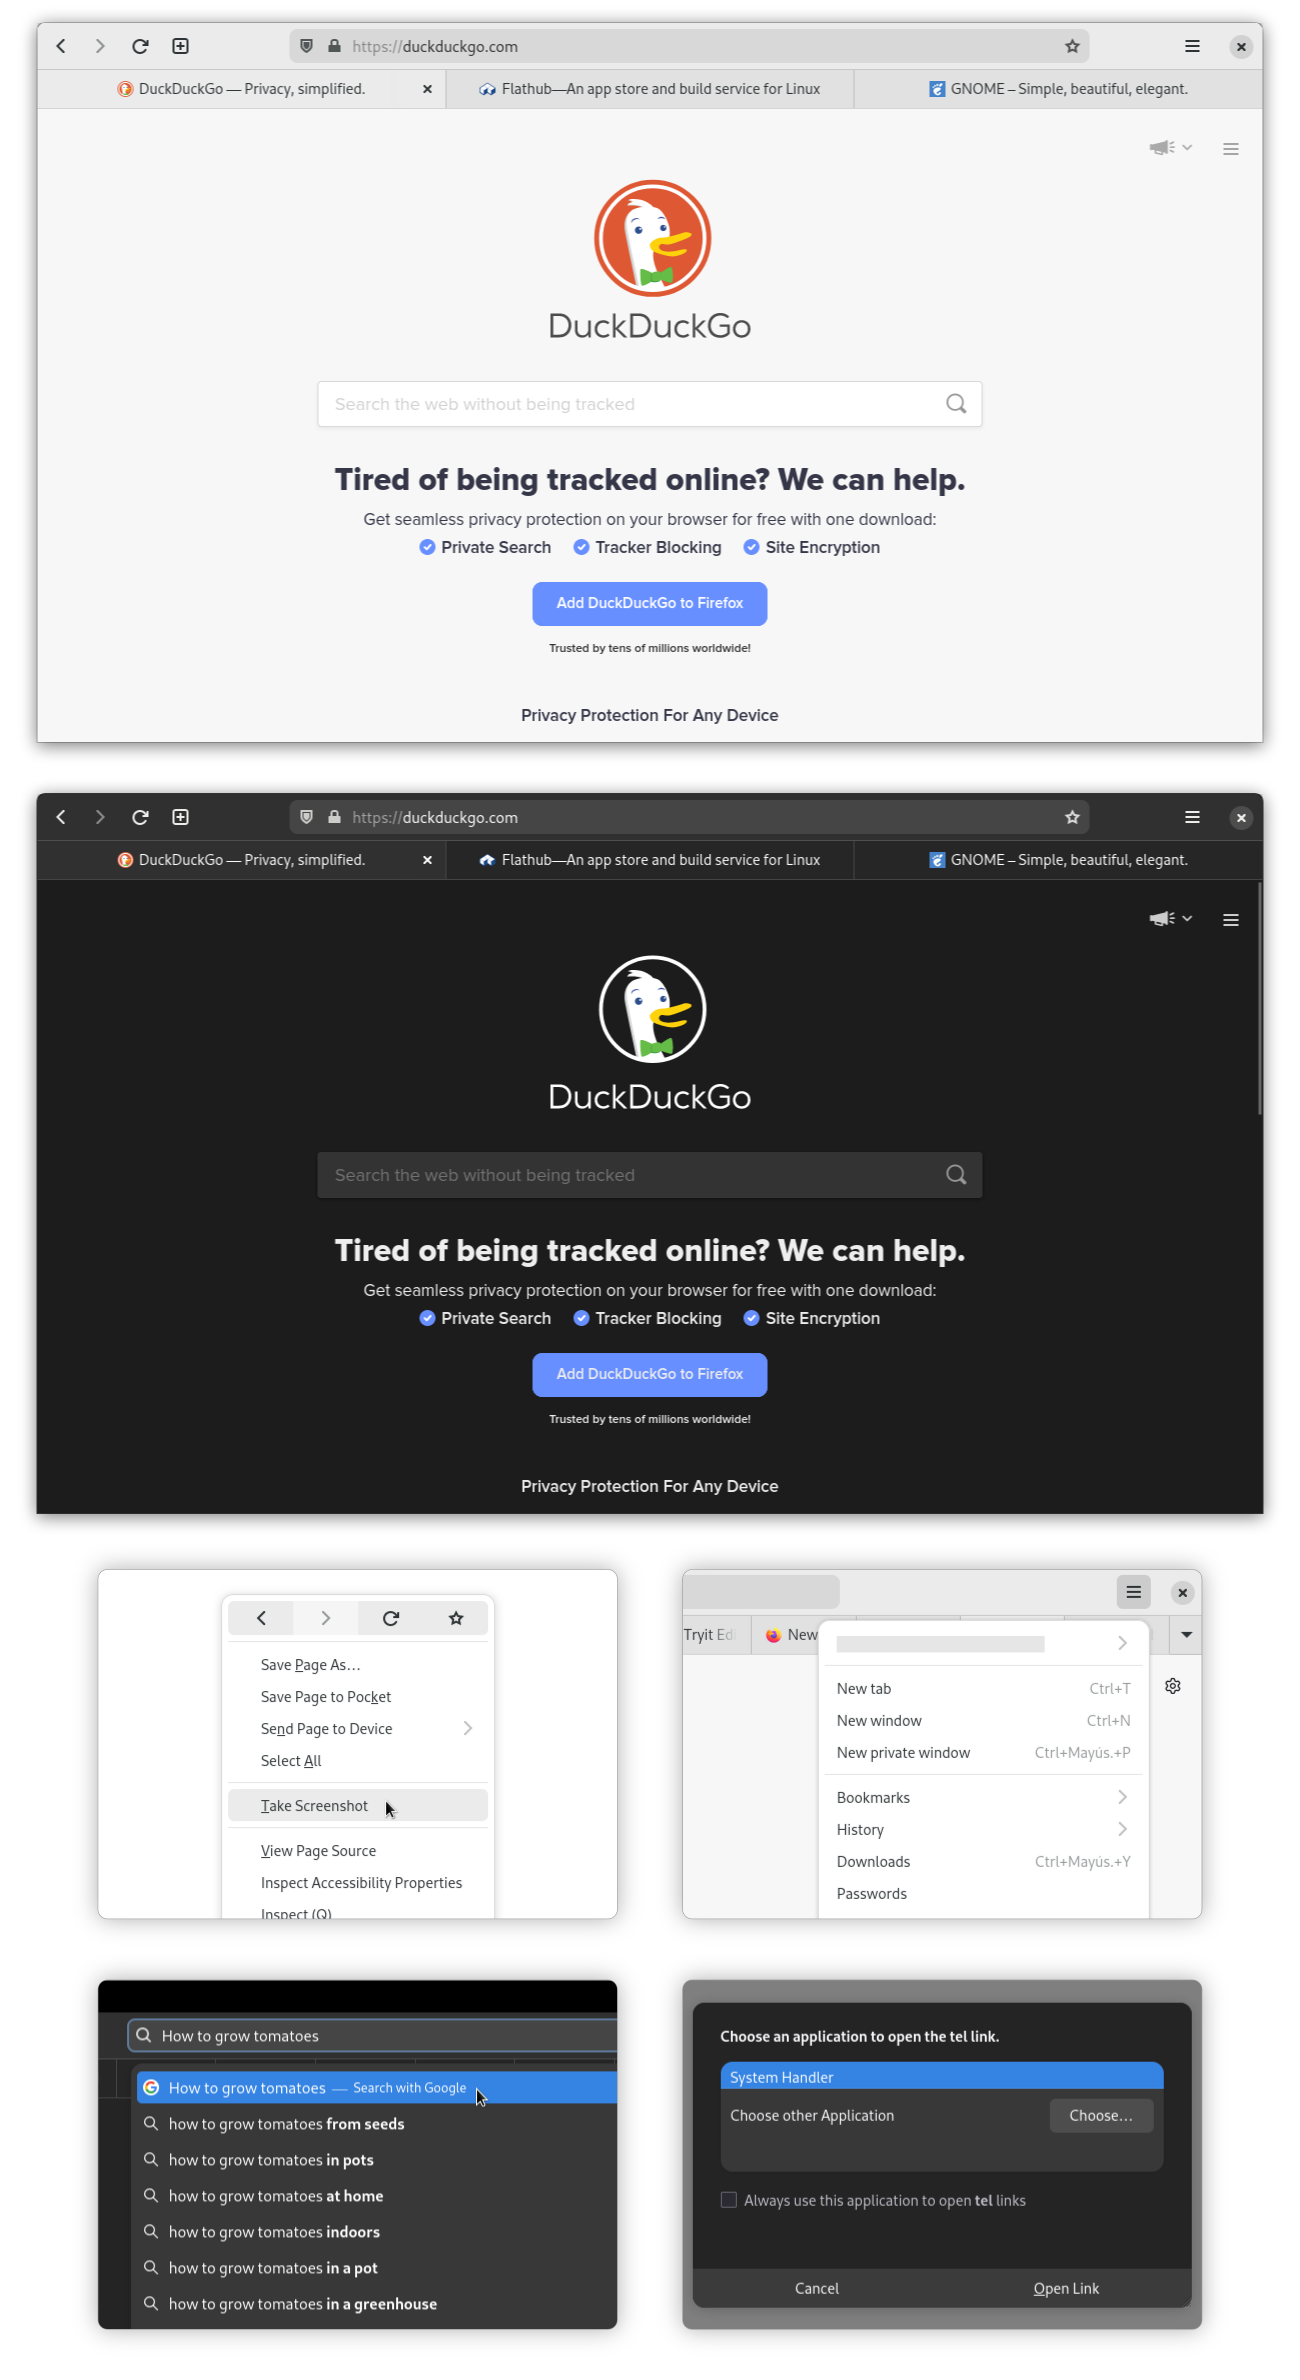 https://duckduckgo.com
DuckDuckGo — Privacy, simplified.
Flathub—An app store and build service for Linux
GNOME – Simple, beautiful, elegant.
DuckDuckGo
Search the web without being tracked
Tired of being tracked online? We can help.
Get seamless privacy protection on your browser for free with one download:
Private Search Tracker Blocking Site Encryption
Add DuckDuckGo to Firefox
Trusted by tens of millions worldwide!
Privacy Protection For Any Device
https://duckduckgo.com
DuckDuckGo — Privacy, simplified.
Flathub—An app store and build service for Linux
GNOME – Simple, beautiful, elegant.
DuckDuckGo
Search the web without being tracked
Tired of being tracked online? We can help.
Get seamless privacy protection on your browser for free with one download:
Private Search Tracker Blocking Site Encryption
Add DuckDuckGo to Firefox
Trusted by tens of millions worldwide!
Privacy Protection For Any Device
Save Page As…
Save Page to Pocket
Send Page to Device
Select All
Take Screenshot
View Page Source
Inspect Accessibility Properties
Inspect (Q)
Tryit Edi
New
New tab Ctrl+T
New window Ctrl+N
New private window Ctrl+Mayús.+P
Bookmarks
History
Downloads Ctrl+Mayús.+Y
Passwords
How to grow tomatoes
How to grow tomatoes — Search with Google
how to grow tomatoes from seeds
how to grow tomatoes in pots
how to grow tomatoes at home
how to grow tomatoes indoors
how to grow tomatoes in a pot
how to grow tomatoes in a greenhouse
Choose an application to open the tel link.
System Handler
Choose other Application Choose…
Always use this application to open tel links
Cancel Open Link